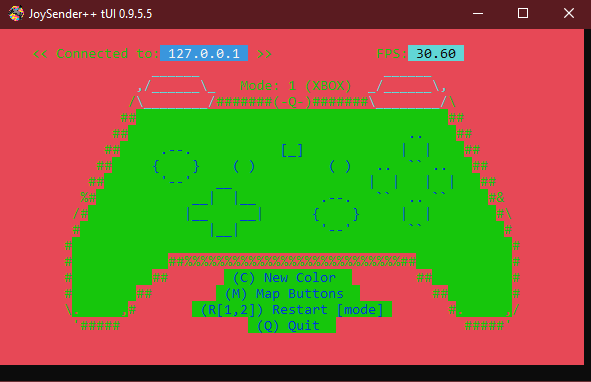 JoySender++ tUI 0.9.5.5
<< Connected to: 127.0.0.1 >> FPS: 30.60
Mode: 1 (XBOX)
(C) New Color
(M) Map Buttons
(R[1,2]) Restart [mode]
(Q) Quit